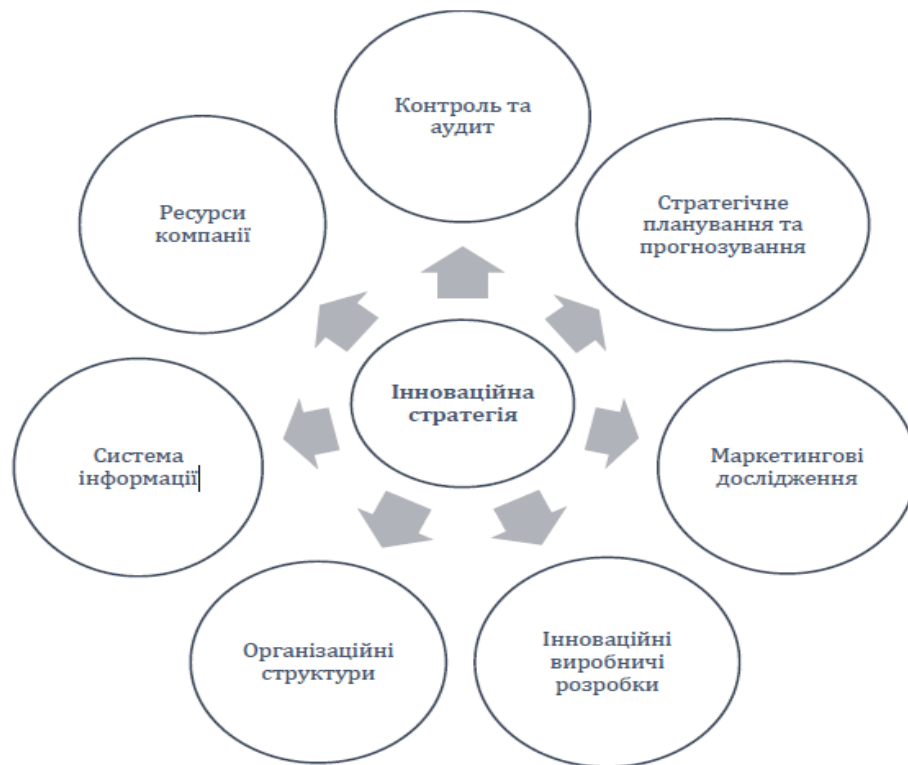 Контроль та
аудит
Стратегічне
планування та
прогнозування
Ресурси
компанії
Інноваційна
стратегія
Маркетингові
дослідження
Система
інформації
Організаційні
структури
Інноваційні
виробничі
розробки